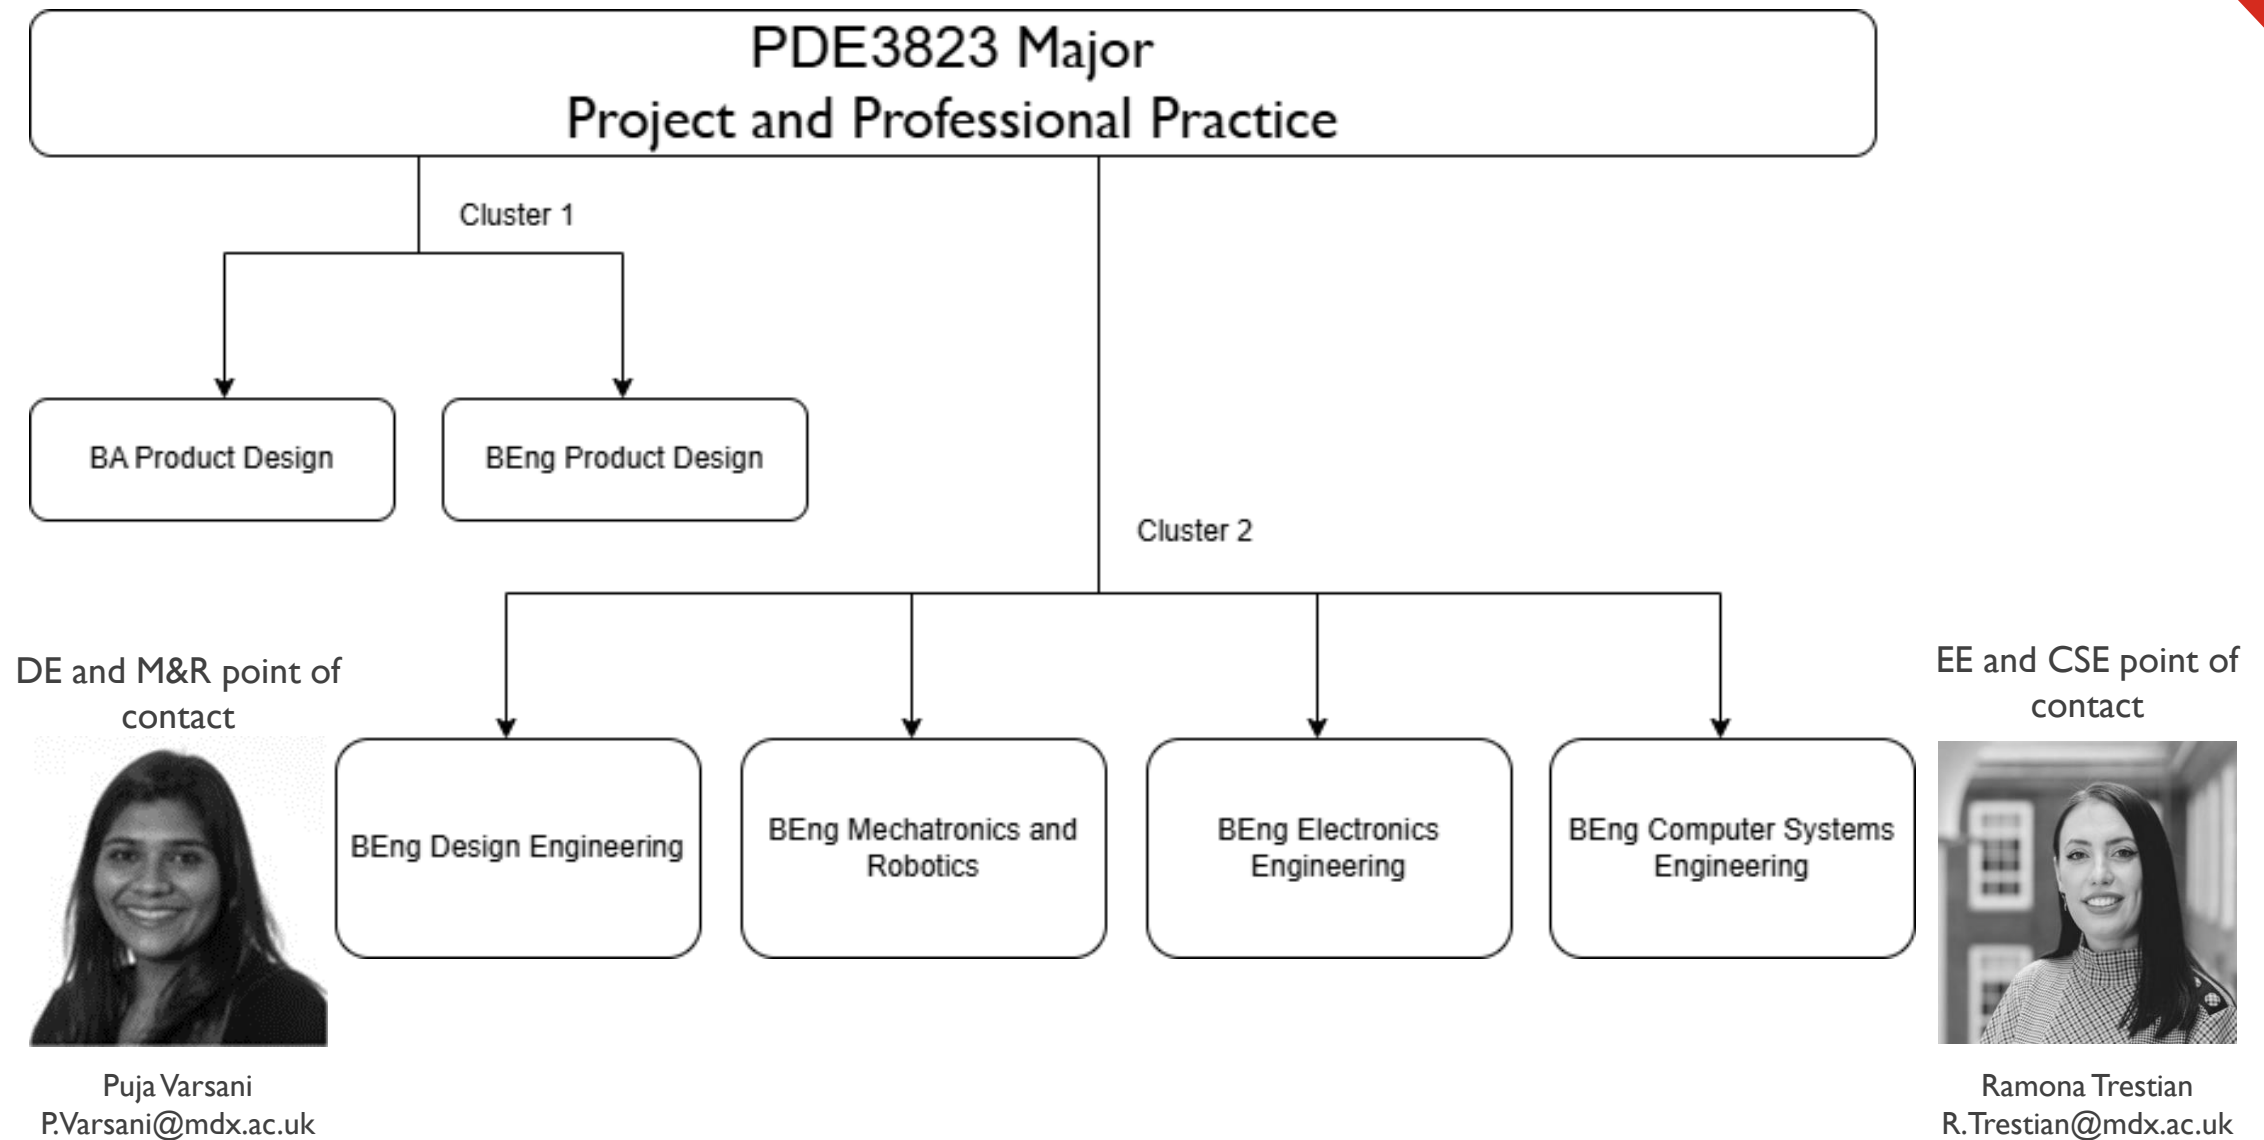 PDE3823 Major
Project and Professional Practice
Cluster 1
BA Product Design
BEng Product Design
Cluster 2
DE and M&R point of
contact
EE and CSE point of
contact
BEng Design Engineering
BEng Mechatronics and
Robotics
BEng Electronics
Engineering
BEng Computer Systems
Engineering
Puja Varsani
P.Varsani@mdx.ac.uk
Ramona Trestian
R.Trestian@mdx.ac.uk